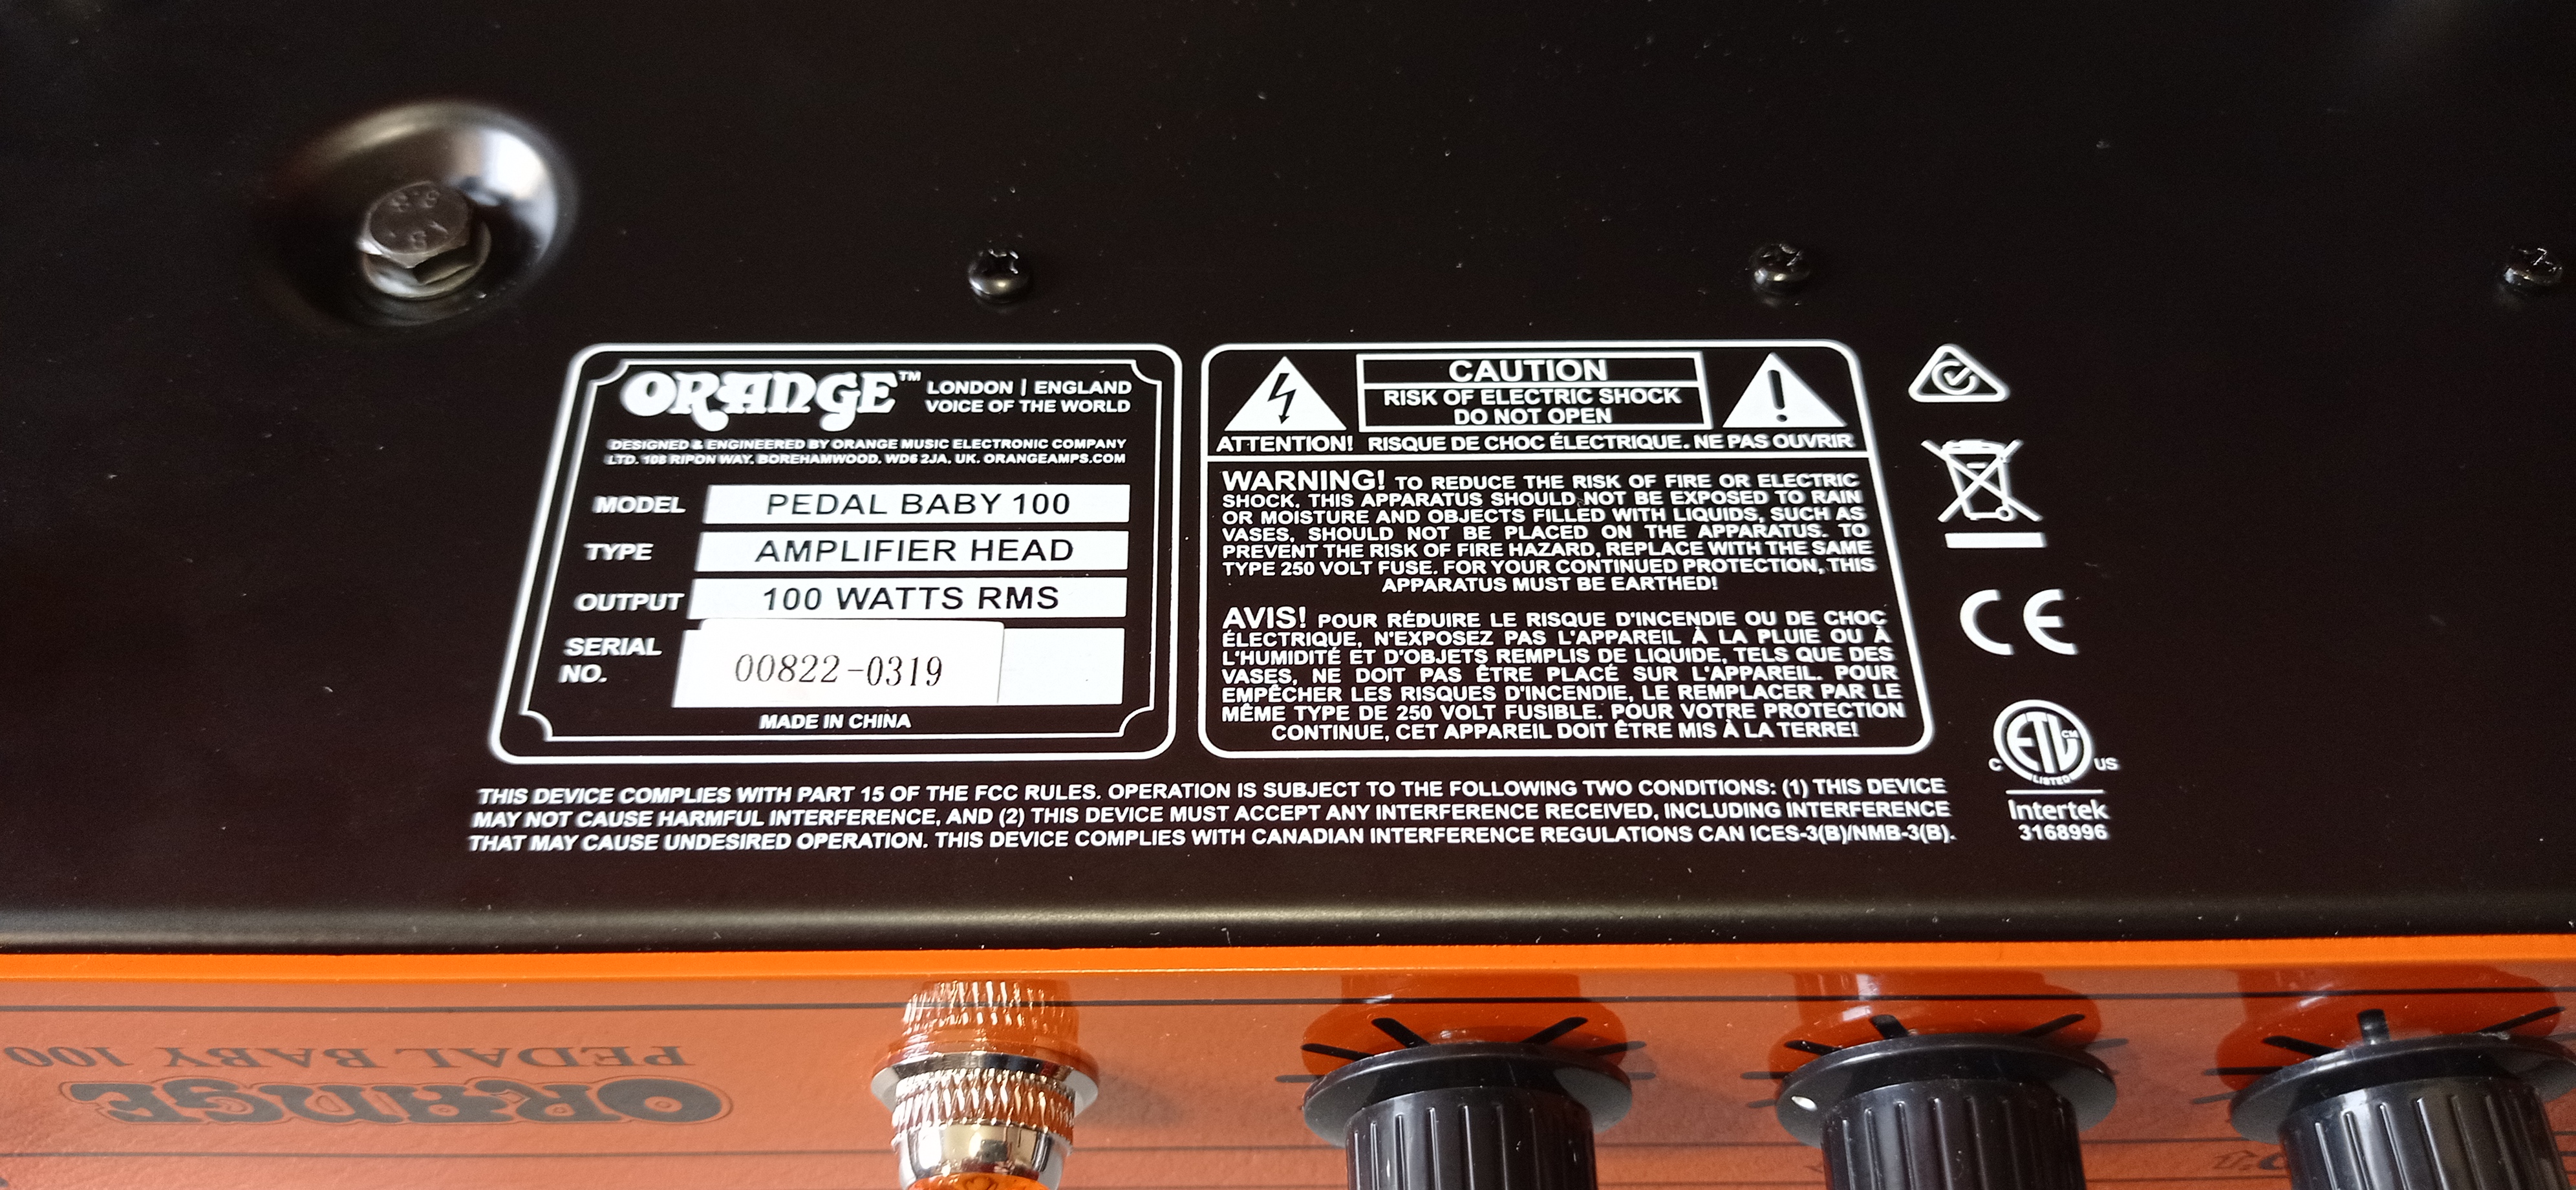 ORANGE™ LONDON | ENGLAND
VOICE OF THE WORLD
DESIGNED & ENGINEERED BY ORANGE MUSIC ELECTRONIC COMPANY
LTD. 108 RIPON WAY, BOREHAMWOOD, WD6 2JA, UK. ORANGEAMPS.COM
MODEL PEDAL BABY 100
TYPE AMPLIFIER HEAD
OUTPUT 100 WATTS RMS
SERIAL
NO. 00822-0319
MADE IN CHINA
CAUTION
RISK OF ELECTRIC SHOCK
DO NOT OPEN
ATTENTION! RISQUE DE CHOC ÉLECTRIQUE. NE PAS OUVRIR
WARNING! TO REDUCE THE RISK OF FIRE OR ELECTRIC
SHOCK, THIS APPARATUS SHOULD NOT BE EXPOSED TO RAIN
OR MOISTURE AND OBJECTS FILLED WITH LIQUIDS, SUCH AS
VASES, SHOULD NOT BE PLACED ON THE APPARATUS. TO
PREVENT THE RISK OF FIRE HAZARD, REPLACE WITH THE SAME
TYPE 250 VOLT FUSE. FOR YOUR CONTINUED PROTECTION, THIS
APPARATUS MUST BE EARTHED!
AVIS! POUR RÉDUIRE LE RISQUE D'INCENDIE OU DE CHOC
ÉLECTRIQUE, N'EXPOSEZ PAS L'APPAREIL À LA PLUIE OU À
L'HUMIDITÉ ET D'OBJETS REMPLIS DE LIQUIDE, TELS QUE DES
VASES, NE DOIT PAS ÊTRE PLACÉ SUR L'APPAREIL. POUR
EMPÊCHER LES RISQUES D'INCENDIE, LE REMPLACER PAR LE
MÊME TYPE DE 250 VOLT FUSIBLE. POUR VOTRE PROTECTION
CONTINUE, CET APPAREIL DOIT ÊTRE MIS À LA TERRE!
CE
ETL CM
C LISTED US
Intertek
3168996
THIS DEVICE COMPLIES WITH PART 15 OF THE FCC RULES. OPERATION IS SUBJECT TO THE FOLLOWING TWO CONDITIONS: (1) THIS DEVICE
MAY NOT CAUSE HARMFUL INTERFERENCE, AND (2) THIS DEVICE MUST ACCEPT ANY INTERFERENCE RECEIVED, INCLUDING INTERFERENCE
THAT MAY CAUSE UNDESIRED OPERATION. THIS DEVICE COMPLIES WITH CANADIAN INTERFERENCE REGULATIONS CAN ICES-3(B)/NMB-3(B).
PEDAL BABY 100
ORANGE